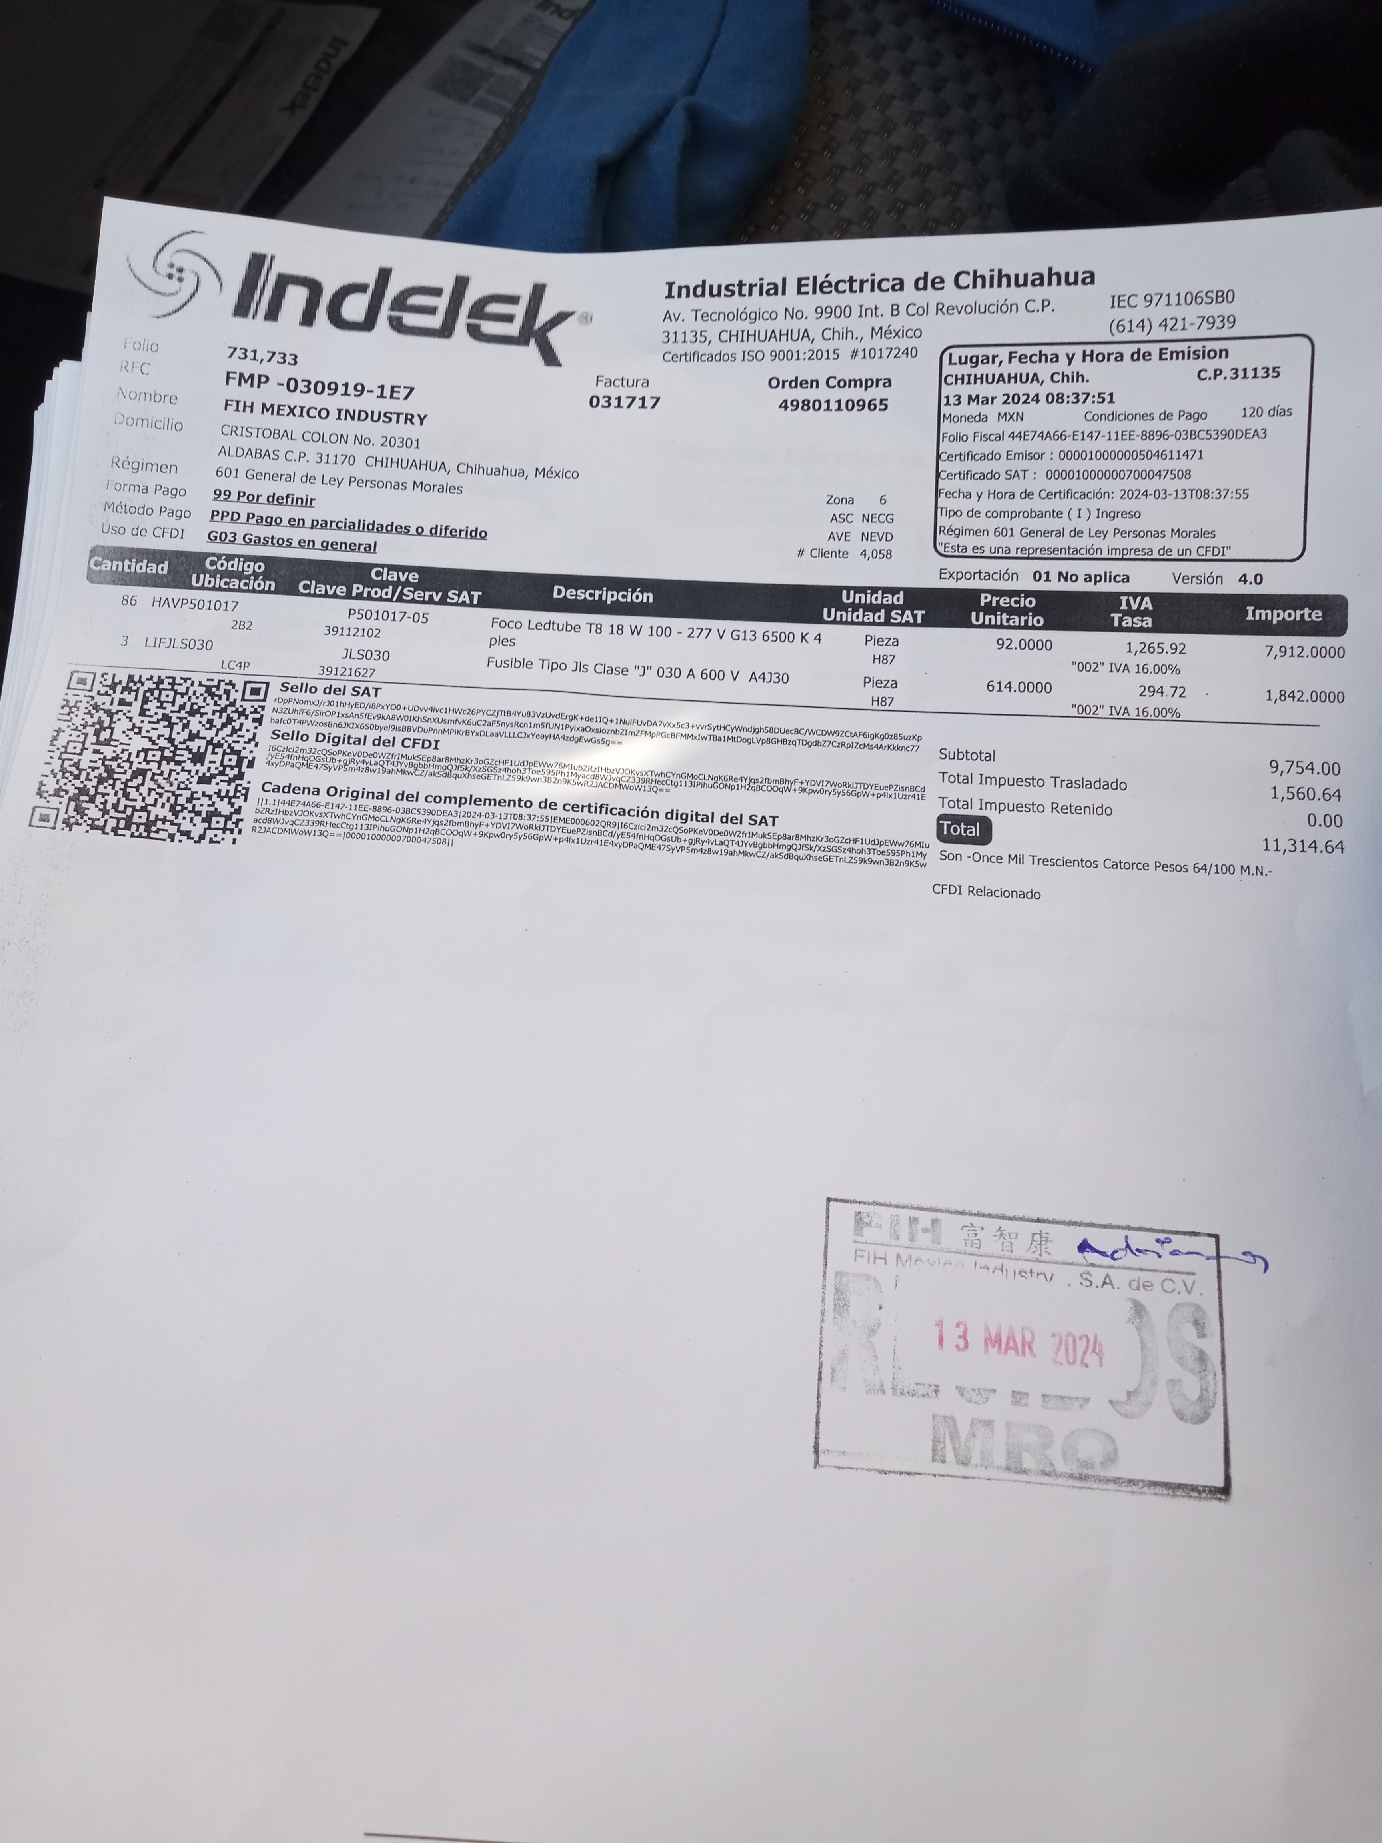 Indelek
Industrial Eléctrica de Chihuahua
Av. Tecnológico No. 9900 Int. B Col Revolución C.P.
31135, CHIHUAHUA, Chih., México
Certificados ISO 9001:2015 #1017240
IEC 971106SB0
(614) 421-7939
Folio 731,733
RFC FMP -030919-1E7
Nombre FIH MEXICO INDUSTRY
Domicilio CRISTOBAL COLON No. 20301
ALDABAS C.P. 31170 CHIHUAHUA, Chihuahua, México
Régimen 601 General de Ley Personas Morales
Forma Pago 99 Por definir
Método Pago PPD Pago en parcialidades o diferido
Uso de CFDI G03 Gastos en general
Factura
031717
Orden Compra
4980110965
Zona 6
ASC NECG
AVE NEVD
# Cliente 4,058
Lugar, Fecha y Hora de Emision
CHIHUAHUA, Chih. C.P.31135
13 Mar 2024 08:37:51
Moneda MXN Condiciones de Pago 120 días
Folio Fiscal 44E74A66-E147-11EE-8896-03BC5390DEA3
Certificado Emisor : 00001000000504611471
Certificado SAT : 00001000000700047508
Fecha y Hora de Certificación: 2024-03-13T08:37:55
Tipo de comprobante ( I ) Ingreso
Régimen 601 General de Ley Personas Morales
"Esta es una representación impresa de un CFDI"
Exportación 01 No aplica Versión 4.0
Cantidad Código Clave Descripción Unidad Precio IVA Importe
Ubicación Clave Prod/Serv SAT Unidad SAT Unitario Tasa
86 HAVP501017 P501017-05 Foco Ledtube T8 18 W 100 - 277 V G13 6500 K 4 Pieza 92.0000 1,265.92 7,912.0000
2B2 39112102 ples H87 "002" IVA 16.00%
3 LIFJLS030 JLS030 Fusible Tipo Jls Clase "J" 030 A 600 V A4J30 Pieza 614.0000 294.72 1,842.0000
LC4P 39121627 H87 "002" IVA 16.00%
Sello del SAT
Sello Digital del CFDI
Cadena Original del complemento de certificación digital del SAT
Subtotal 9,754.00
Total Impuesto Trasladado 1,560.64
Total Impuesto Retenido 0.00
Total 11,314.64
Son -Once Mil Trescientos Catorce Pesos 64/100 M.N.-
CFDI Relacionado
FIH 富智康
FIH Mexico Industry, S.A. de C.V.
13 MAR 2024
MRO